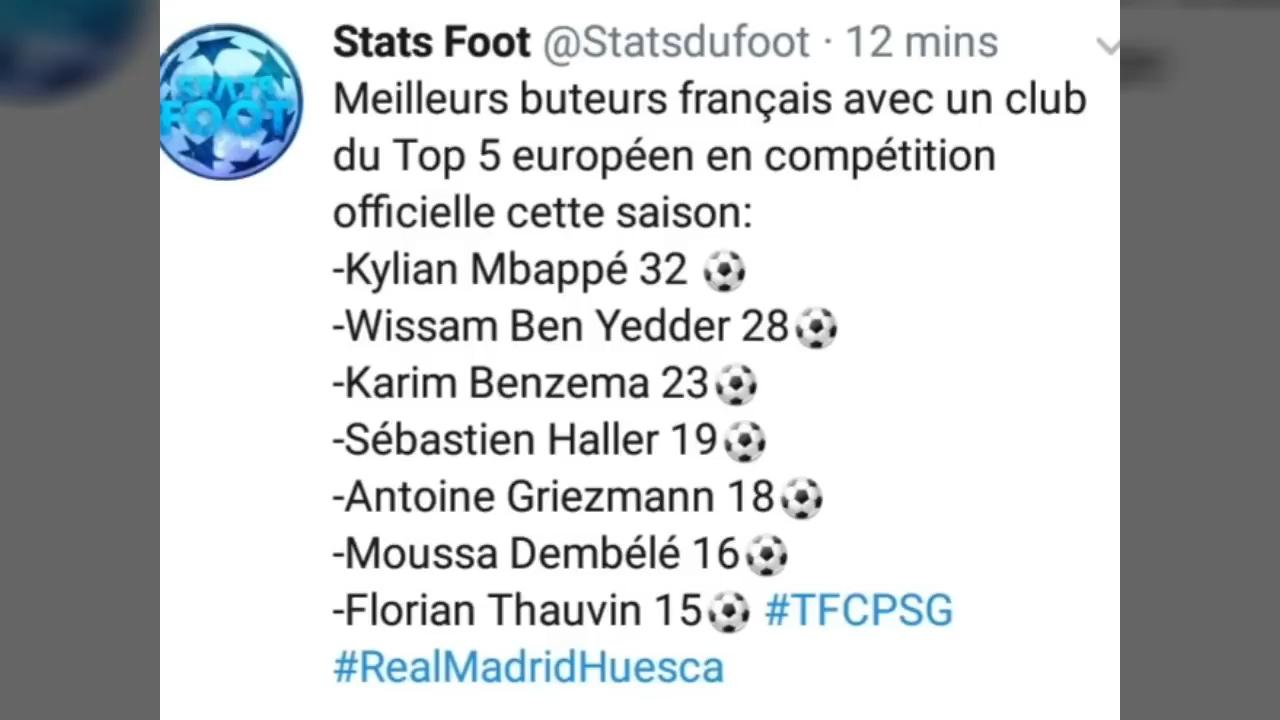 Stats Foot @Statsdufoot · 12 mins
STATS
FOOT
Meilleurs buteurs français avec un club
du Top 5 européen en compétition
officielle cette saison:
-Kylian Mbappé 32 ⚽
-Wissam Ben Yedder 28⚽
-Karim Benzema 23⚽
-Sébastien Haller 19⚽
-Antoine Griezmann 18⚽
-Moussa Dembélé 16⚽
-Florian Thauvin 15⚽ #TFCPSG
#RealMadridHuesca